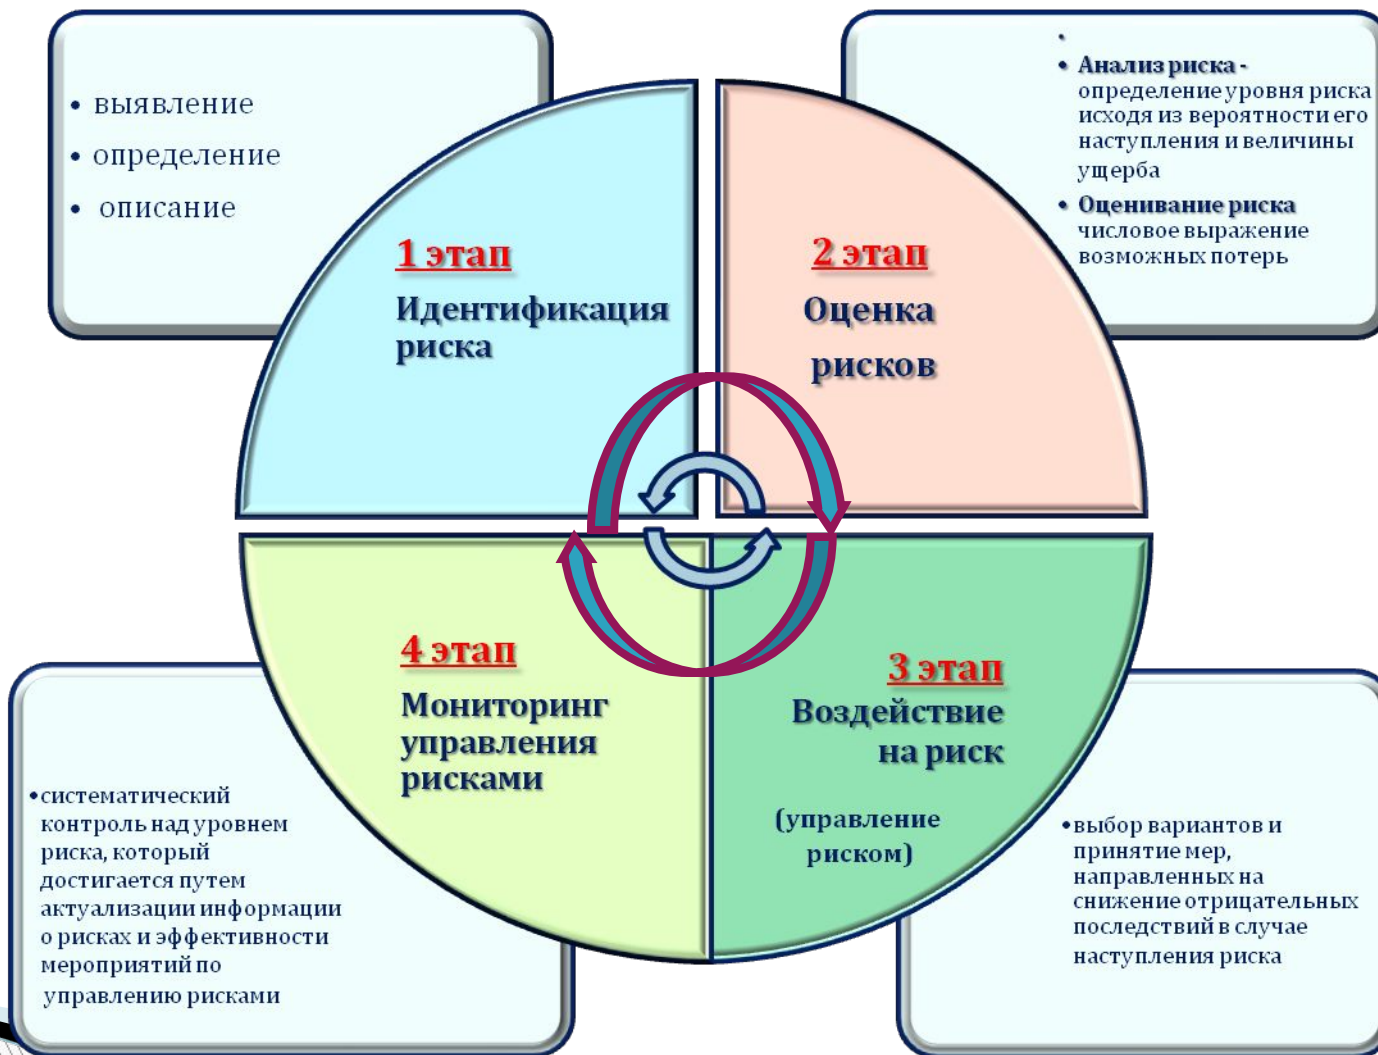 • выявление
• определение
• описание
1 этап
Идентификация
риска
•
• Анализ риска -
определение уровня риска
исходя из вероятности его
наступления и величины
ущерба
• Оценивание риска
числовое выражение
возможных потерь
2 этап
Оценка
рисков
3 этап
Воздействие
на риск
(управление
риском)
• выбор вариантов и
принятие мер,
направленных на
снижение отрицательных
последствий в случае
наступления риска
4 этап
Мониторинг
управления
рисками
• систематический
контроль над уровнем
риска, который
достигается путем
актуализации информации
о рисках и эффективности
мероприятий по
управлению рисками